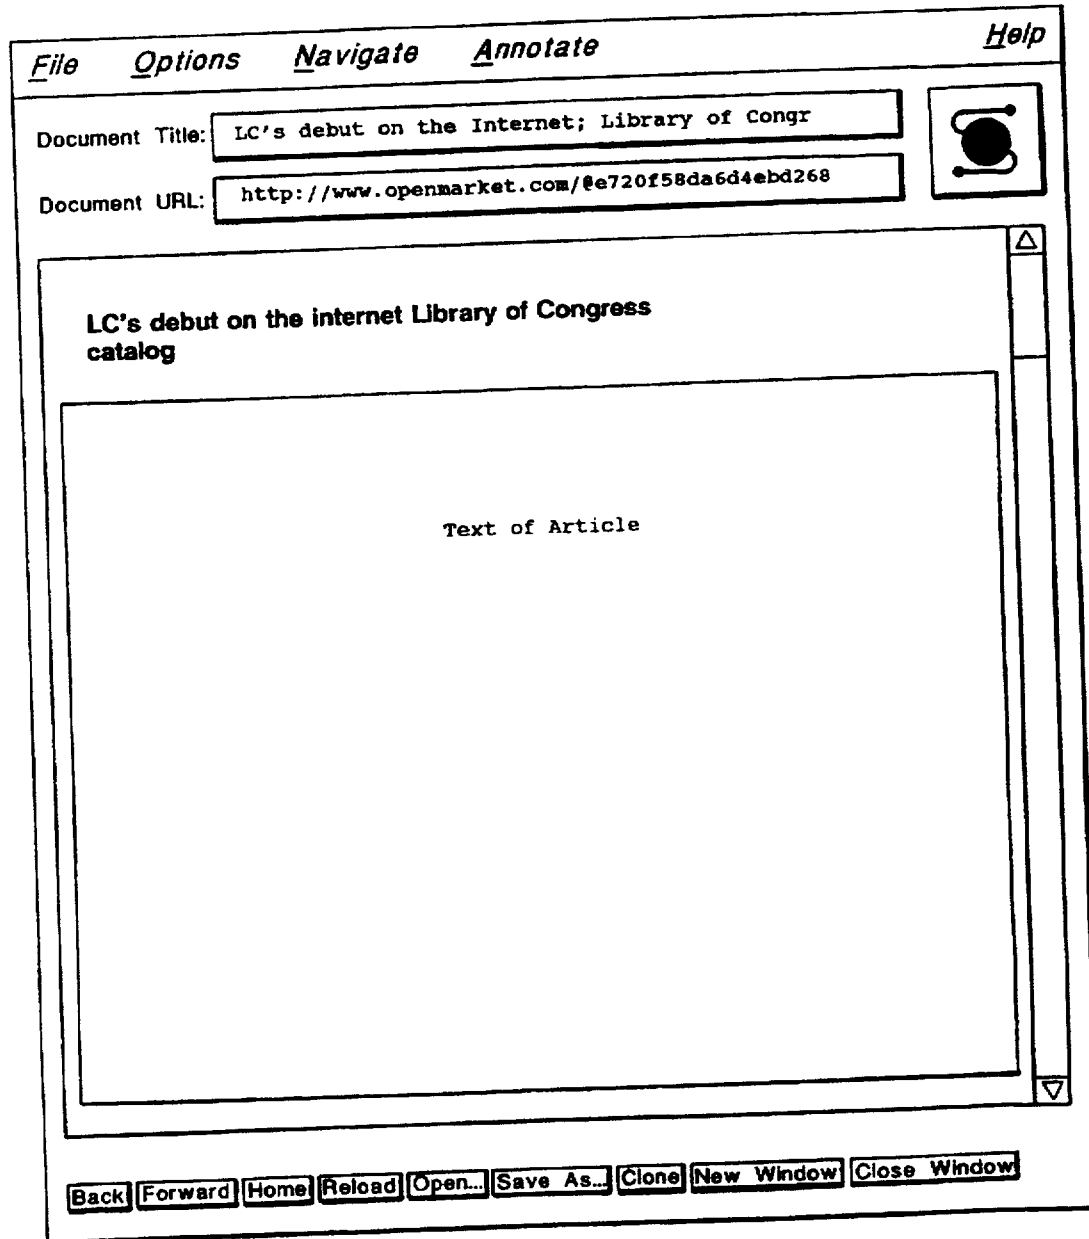 File Options Navigate Annotate Help
Document Title: LC's debut on the Internet; Library of Congr
Document URL: http://www.openmarket.com/@e720f58da6d4ebd268
LC's debut on the internet Library of Congress
catalog
Text of Article
Back Forward Home Reload Open... Save As... Clone New Window Close Window